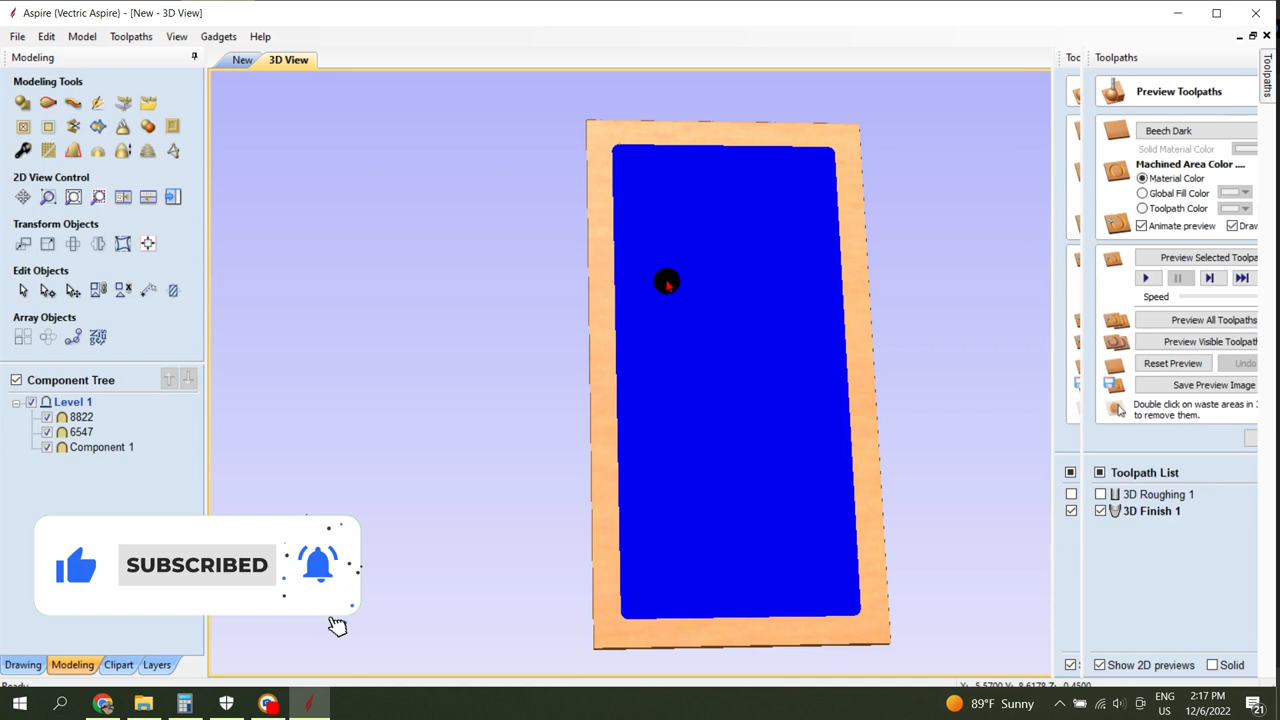 Aspire (Vectric Aspire) - [New - 3D View]
File Edit Model Toolpaths View Gadgets Help
Modeling
New
3D View
Too
Toolpaths
Toolpaths
Modeling Tools
2D View Control
Transform Objects
Edit Objects
Array Objects
Component Tree
Level 1
8822
6547
Component 1
SUBSCRIBED
Drawing
Modeling
Clipart
Layers
Preview Toolpaths
Beech Dark
Solid Material Color
Machined Area Color ....
Material Color
Global Fill Color
Toolpath Color
Animate preview
Draw
Preview Selected Toolpa
Speed
Preview All Toolpaths
Preview Visible Toolpath
Reset Preview
Undo
Save Preview Image
Double click on waste areas in 3
to remove them.
Toolpath List
3D Roughing 1
3D Finish 1
Show 2D previews
Solid
89°F Sunny
ENG
US
2:17 PM
12/6/2022
21